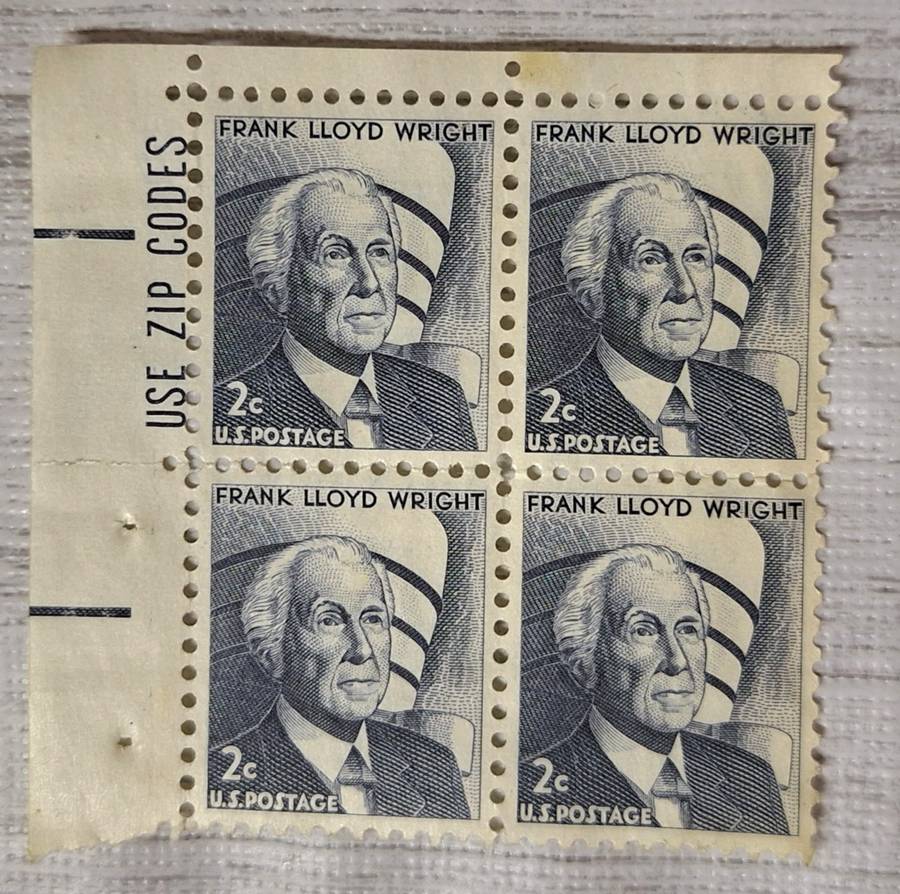 USE ZIP CODES
FRANK LLOYD WRIGHT
2c
U.S.POSTAGE
FRANK LLOYD WRIGHT
2c
U.S.POSTAGE
FRANK LLOYD WRIGHT
2c
U.S.POSTAGE
FRANK LLOYD WRIGHT
2c
U.S.POSTAGE